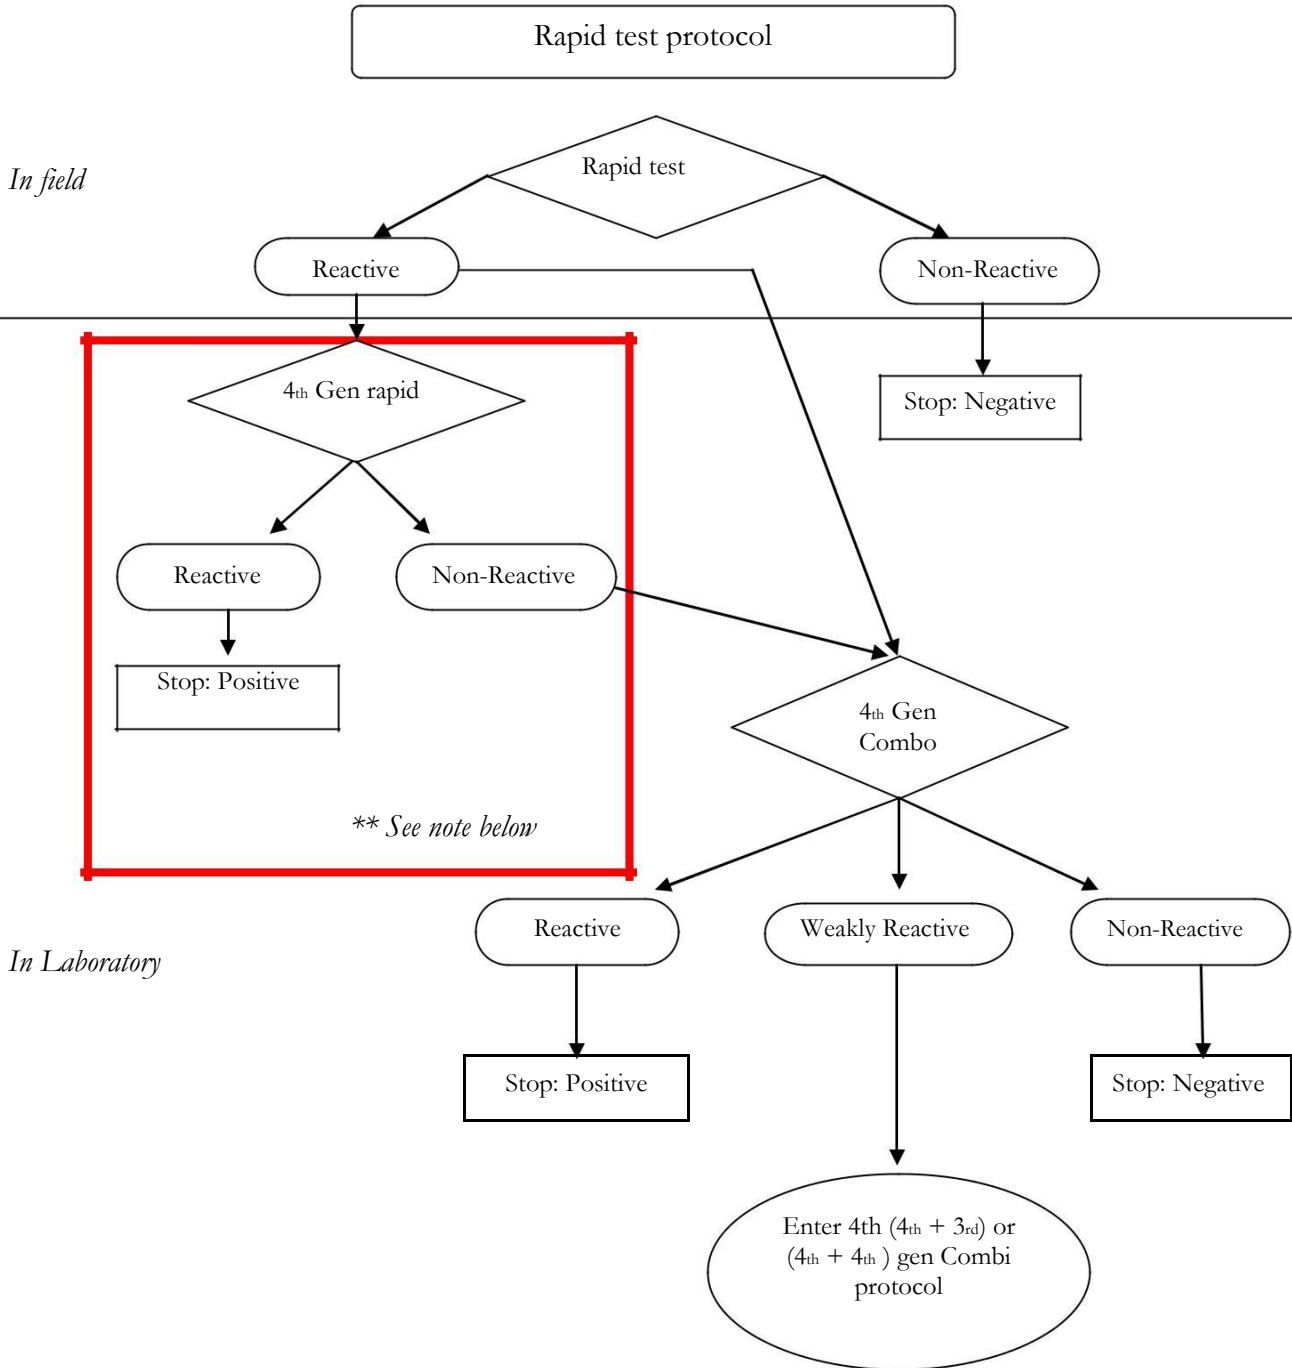 Rapid test protocol
In field
Rapid test
Reactive
Non-Reactive
4th Gen rapid
Stop: Negative
Reactive
Non-Reactive
Stop: Positive
4th Gen
Combo
** See note below
Reactive
Weakly Reactive
Non-Reactive
In Laboratory
Stop: Positive
Stop: Negative
Enter 4th (4th + 3rd) or
(4th + 4th ) gen Combi
protocol